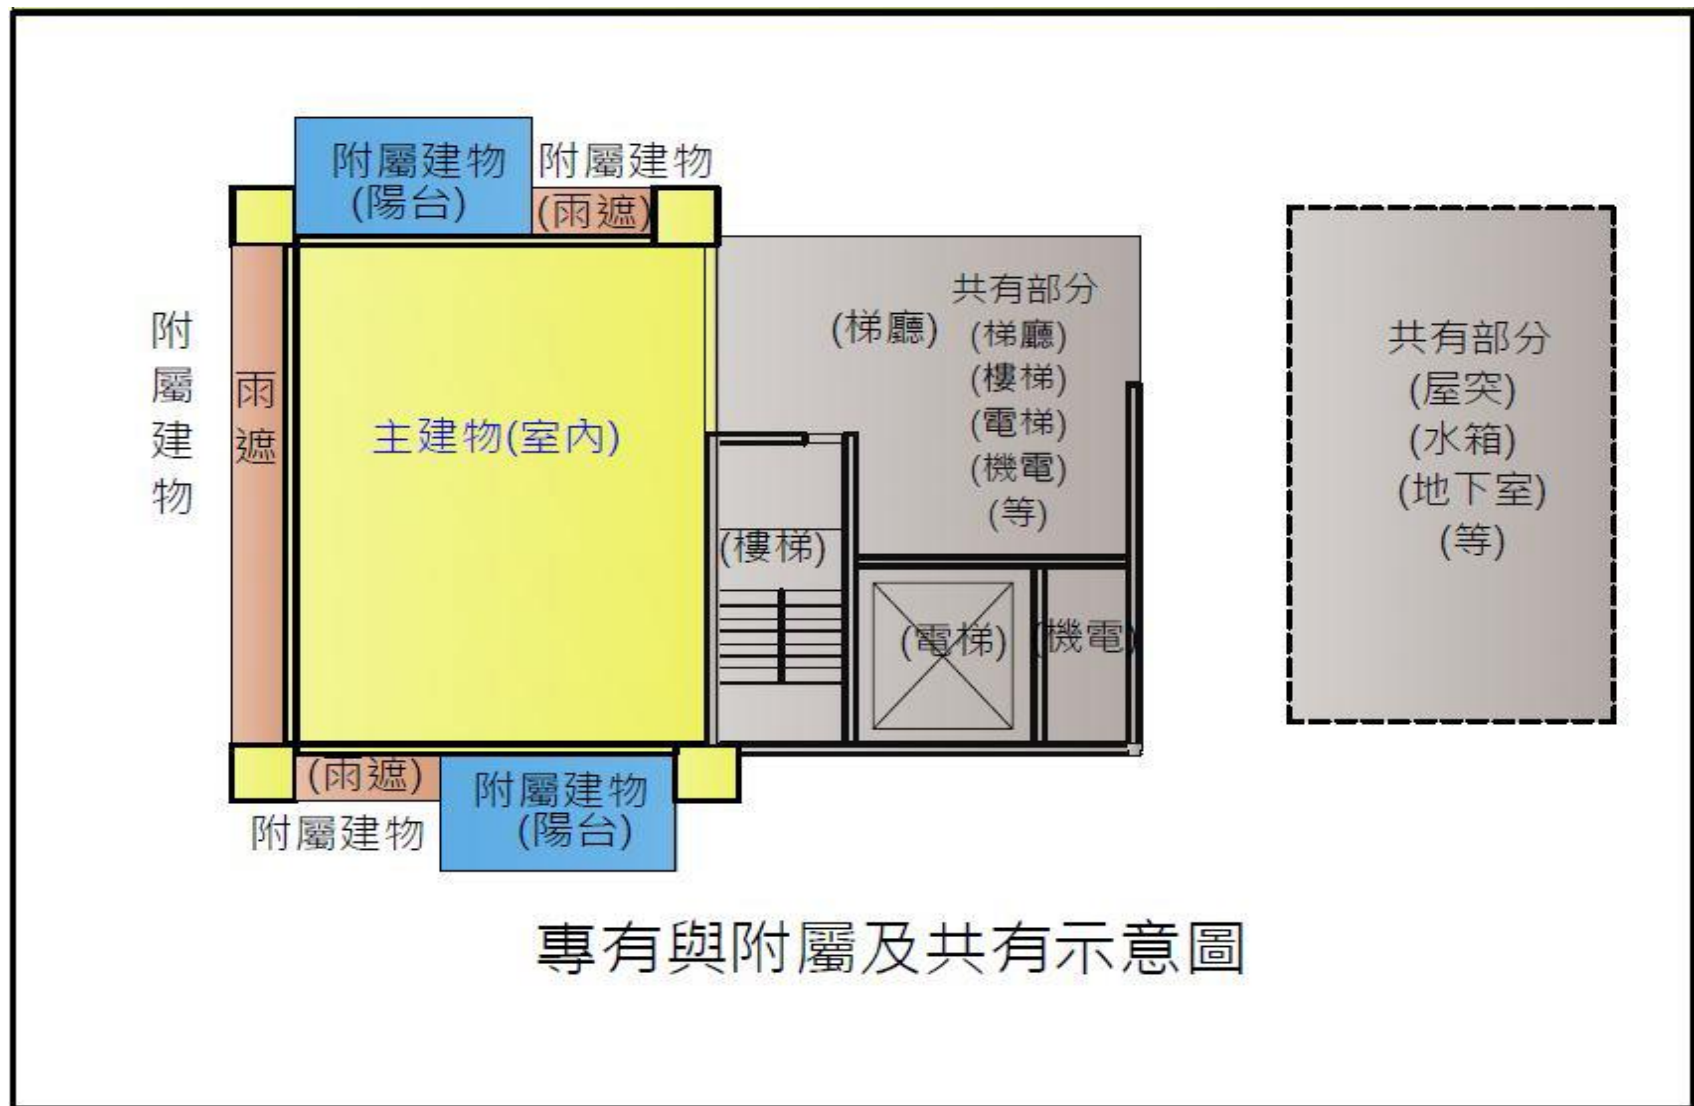 附屬建物
(陽台)
附屬建物
(雨遮)
附屬建物
雨遮
主建物(室內)
(梯廳)
共有部分
(梯廳)
(樓梯)
(電梯)
(機電)
(等)
(樓梯)
(電梯)
(機電)
共有部分
(屋突)
(水箱)
(地下室)
(等)
(雨遮)
附屬建物
附屬建物
(陽台)
專有與附屬及共有示意圖